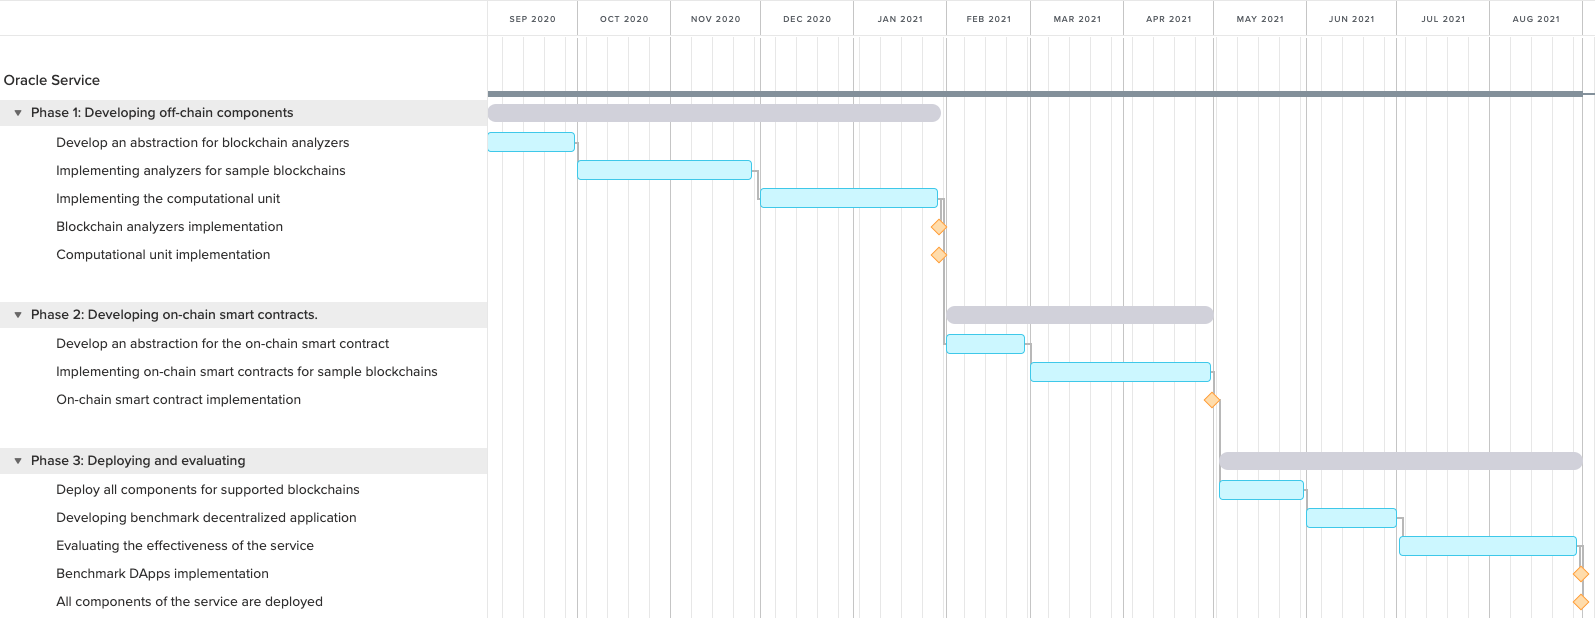 SEP 2020 OCT 2020 NOV 2020 DEC 2020 JAN 2021 FEB 2021 MAR 2021 APR 2021 MAY 2021 JUN 2021 JUL 2021 AUG 2021
Oracle Service
Phase 1: Developing off-chain components
Develop an abstraction for blockchain analyzers
Implementing analyzers for sample blockchains
Implementing the computational unit
Blockchain analyzers implementation
Computational unit implementation
Phase 2: Developing on-chain smart contracts.
Develop an abstraction for the on-chain smart contract
Implementing on-chain smart contracts for sample blockchains
On-chain smart contract implementation
Phase 3: Deploying and evaluating
Deploy all components for supported blockchains
Developing benchmark decentralized application
Evaluating the effectiveness of the service
Benchmark DApps implementation
All components of the service are deployed